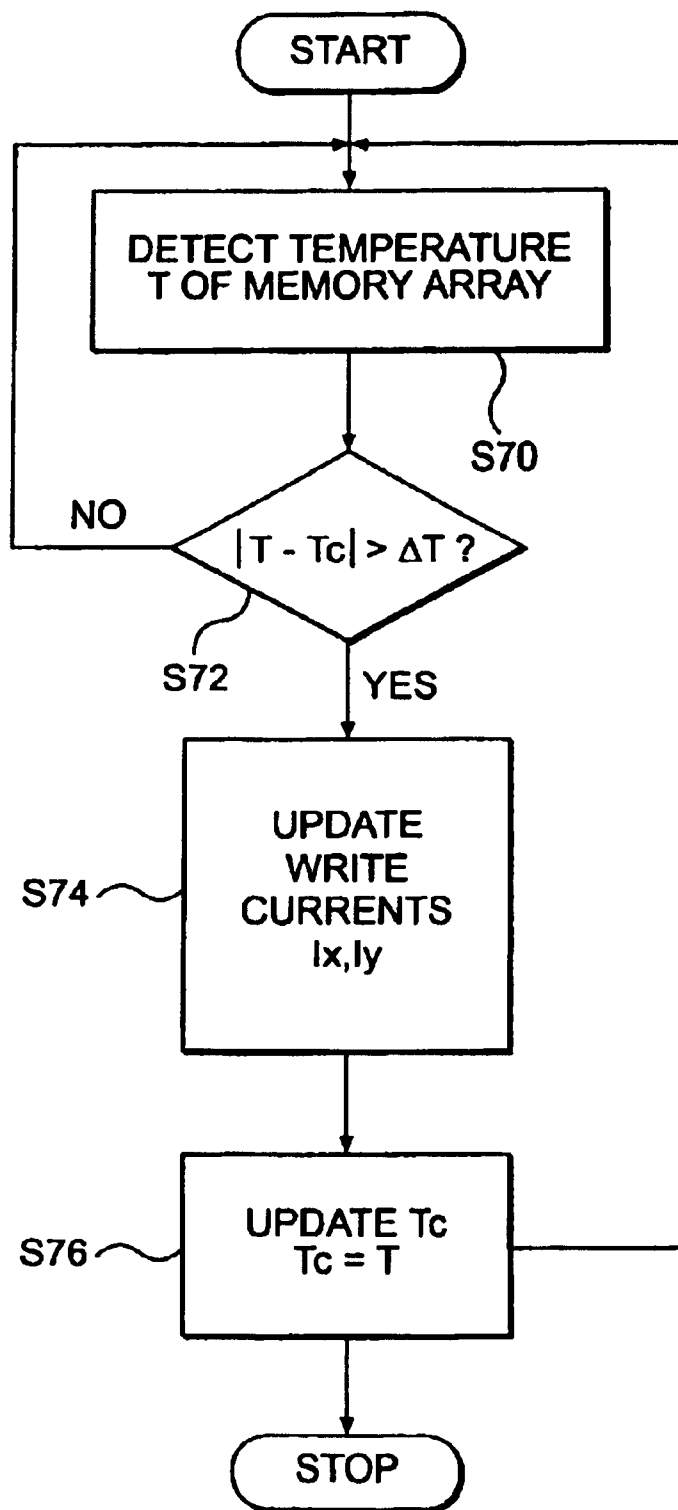 START
DETECT TEMPERATURE
T OF MEMORY ARRAY
S70
NO
|T - Tc| > ΔT ?
S72
YES
UPDATE
WRITE
CURRENTS
Ix,Iy
S74
UPDATE Tc
Tc = T
S76
STOP